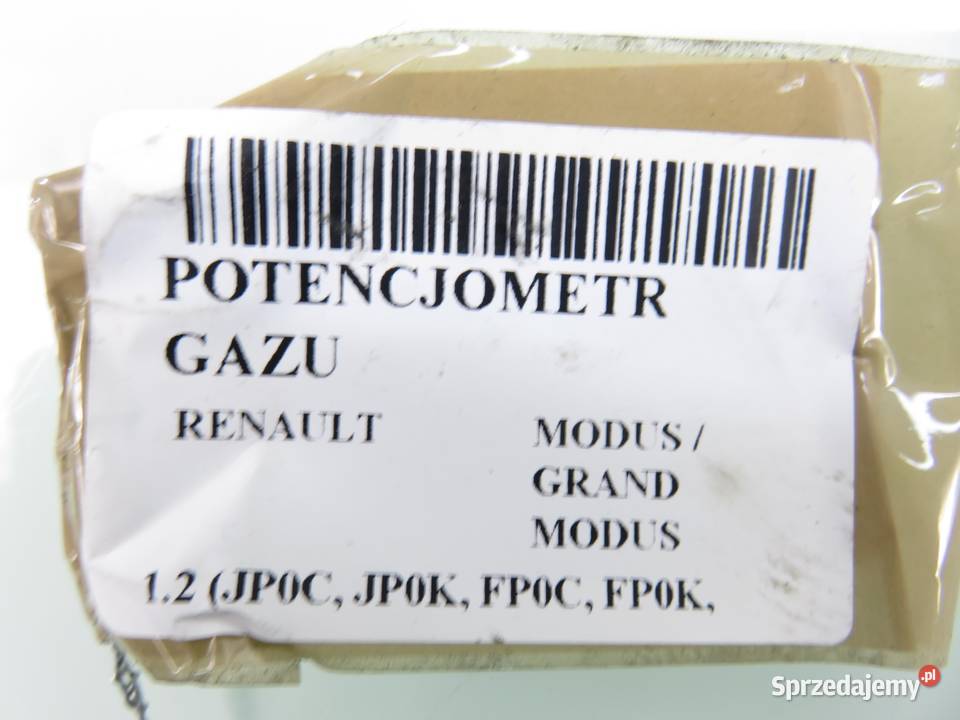 POTENCJOMETR
GAZU
RENAULT MODUS /
GRAND
MODUS
1.2 (JP0C, JP0K, FP0C, FP0K,
Sprzedajemy.pl